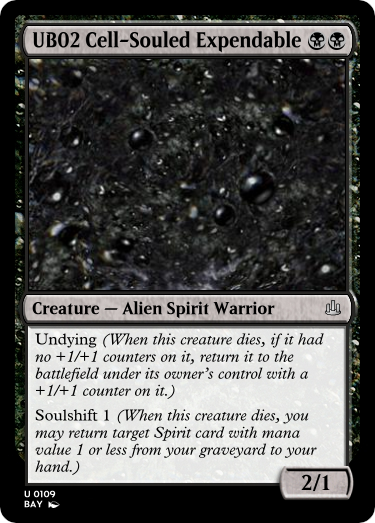 UB02 Cell-Souled Expendable
Creature — Alien Spirit Warrior
Undying (When this creature dies, if it had
no +1/+1 counters on it, return it to the
battlefield under its owner's control with a
+1/+1 counter on it.)
Soulshift 1 (When this creature dies, you
may return target Spirit card with mana
value 1 or less from your graveyard to your
hand.)
2/1
U 0109
BAY